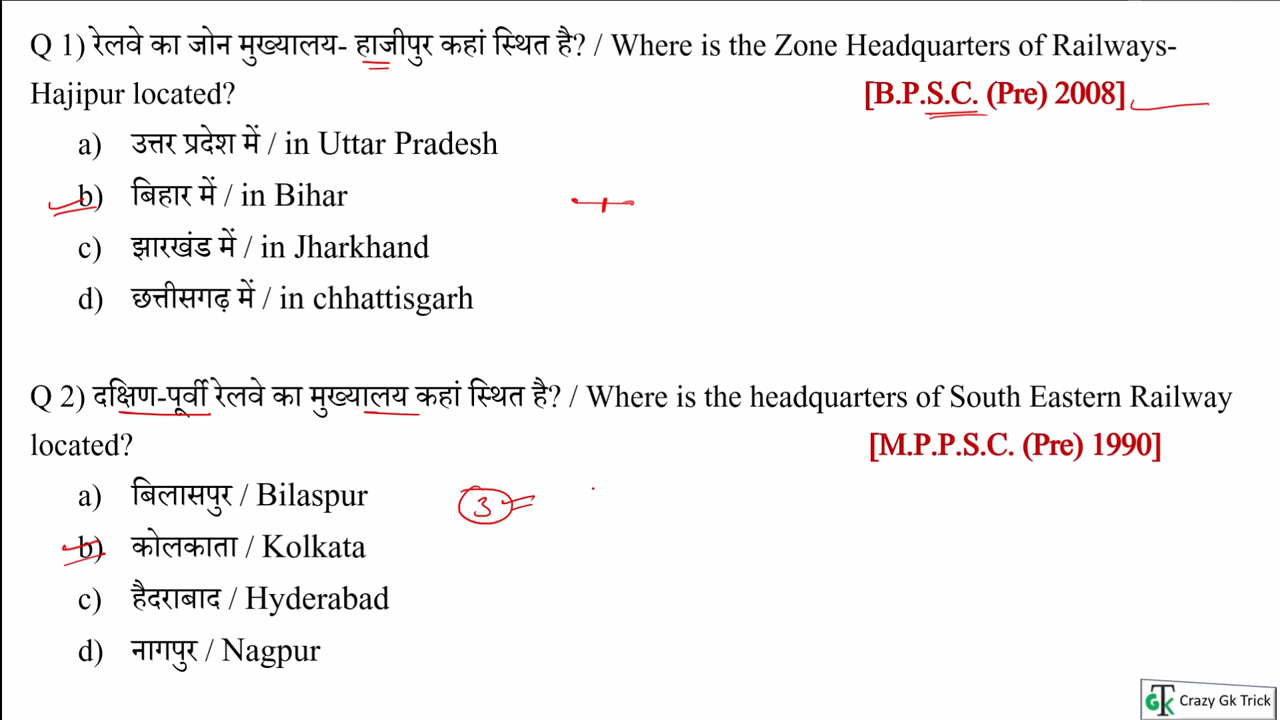 Q 1) रेलवे का जोन मुख्यालय- हाजीपुर कहां स्थित है? / Where is the Zone Headquarters of Railways-
Hajipur located? [B.P.S.C. (Pre) 2008]
a) उत्तर प्रदेश में / in Uttar Pradesh
b) बिहार में / in Bihar
c) झारखंड में / in Jharkhand
d) छत्तीसगढ़ में / in chhattisgarh
Q 2) दक्षिण-पूर्वी रेलवे का मुख्यालय कहां स्थित है? / Where is the headquarters of South Eastern Railway
located? [M.P.P.S.C. (Pre) 1990]
a) बिलासपुर / Bilaspur 3
b) कोलकाता / Kolkata
c) हैदराबाद / Hyderabad
d) नागपुर / Nagpur
GTK Crazy Gk Trick